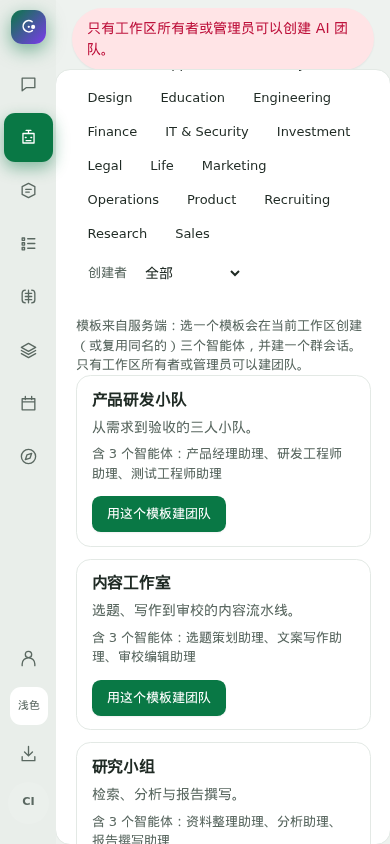 只有工作区所有者或管理员可以创建 AI 团
队。
Design Education Engineering
Finance IT & Security Investment
Legal Life Marketing
Operations Product Recruiting
Research Sales
创建者 全部
模板来自服务端：选一个模板会在当前工作区创建
（或复用同名的）三个智能体，并建一个群会话。
只有工作区所有者或管理员可以建团队。
产品研发小队
从需求到验收的三人小队。
含 3 个智能体：产品经理助理、研发工程师
助理、测试工程师助理
用这个模板建团队
内容工作室
选题、写作到审校的内容流水线。
含 3 个智能体：选题策划助理、文案写作助
理、审校编辑助理
用这个模板建团队
研究小组
检索、分析与报告撰写。
含 3 个智能体：资料整理助理、分析助理、
报告撰写助理
浅色
CI